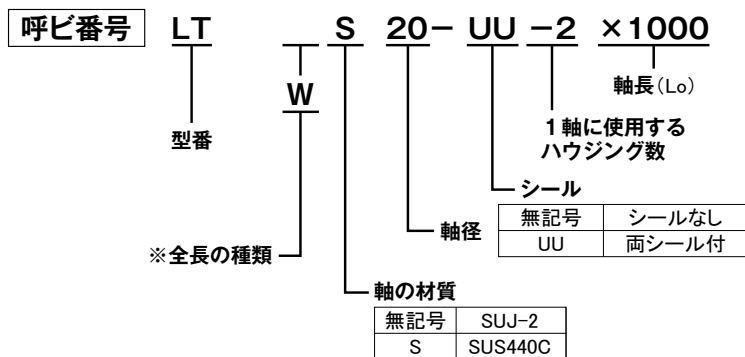 呼ビ番号 LT S 20- UU -2 ×1000
W
軸長(Lo)
型番
1軸に使用する
ハウジング数
シール
無記号 シールなし
UU 両シール付
軸径
※全長の種類
軸の材質
無記号 SUJ-2
S SUS440C